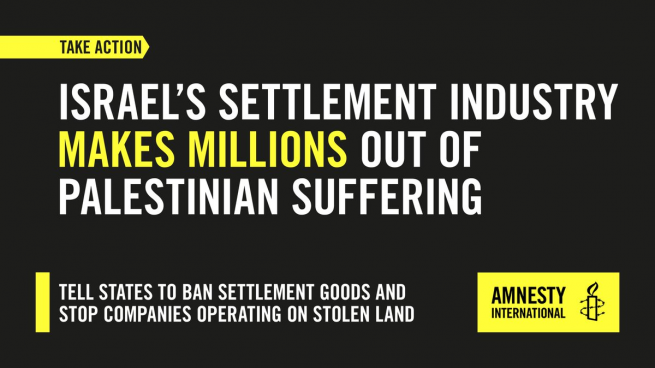 TAKE ACTION
ISRAEL'S SETTLEMENT INDUSTRY
MAKES MILLIONS OUT OF
PALESTINIAN SUFFERING
TELL STATES TO BAN SETTLEMENT GOODS AND
STOP COMPANIES OPERATING ON STOLEN LAND
AMNESTY
INTERNATIONAL